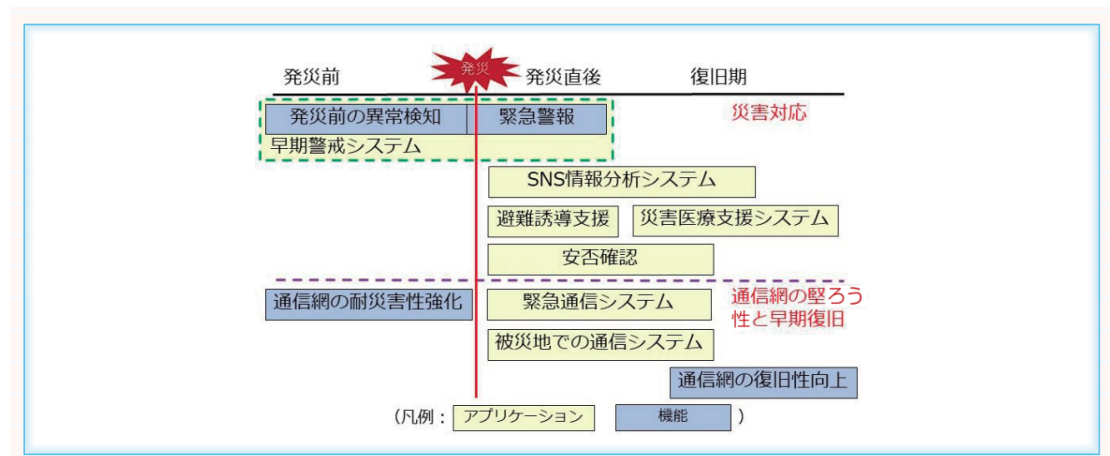 発災前
発災
発災直後
復旧期
発災前の異常検知
緊急警報
災害対応
早期警戒システム
SNS情報分析システム
避難誘導支援
災害医療支援システム
安否確認
通信網の耐災害性強化
緊急通信システム
通信網の堅ろう
性と早期復旧
被災地での通信システム
通信網の復旧性向上
(凡例： アプリケーション 機能 )